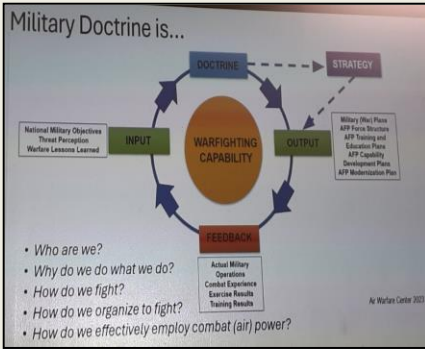 Military Doctrine is...
DOCTRINE
STRATEGY
National Military Objectives
Threat Perception
Warfare Lessons Learned
INPUT
WARFIGHTING
CAPABILITY
OUTPUT
Military (War) Plans
AFP Force Structure
AFP Training and
Education Plans
AFP Capability
Development Plans
AFP Modernization Plan
FEEDBACK
Actual Military
Operations
Combat Experience
Exercise Results
Training Results
• Who are we?
• Why do we do what we do?
• How do we fight?
• How do we organize to fight?
• How do we effectively employ combat (air) power?
Air Warfare Center 2023